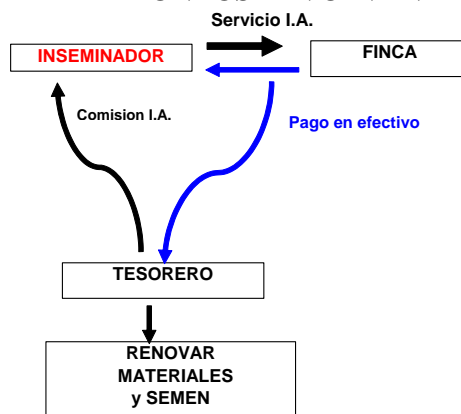 Servicio I.A.
INSEMINADOR
FINCA
Comision I.A.
Pago en efectivo
TESORERO
RENOVAR
MATERIALES
y SEMEN